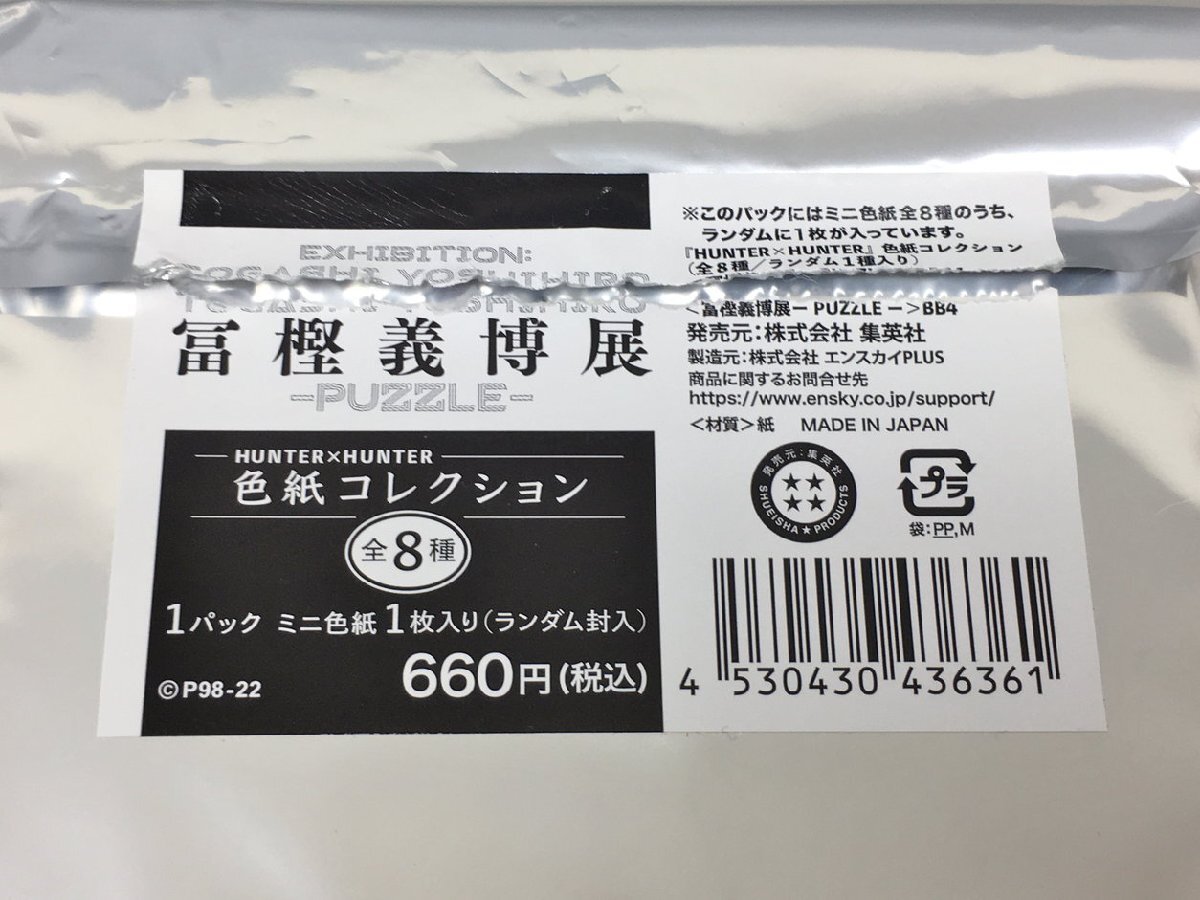 EXHIBITION:
TOGASHI YOSHIHIRO
冨樫義博展
-PUZZLE-
HUNTER×HUNTER
色紙コレクション
全8種
1パック ミニ色紙1枚入り(ランダム封入)
660円(税込)
©P98-22
※このパックにはミニ色紙全8種のうち、
ランダムに1枚が入っています。
『HUNTER×HUNTER』色紙コレクション
(全8種/ランダム1種入り)
<冨樫義博展-PUZZLE->BB4
発売元:株式会社 集英社
製造元:株式会社 エンスカイPLUS
商品に関するお問合せ先
https://www.ensky.co.jp/support/
<材質>紙 MADE IN JAPAN
発売元:集英社
SHUEISHA★PRODUCTS
プラ
袋:PP,M
4 530430 436361